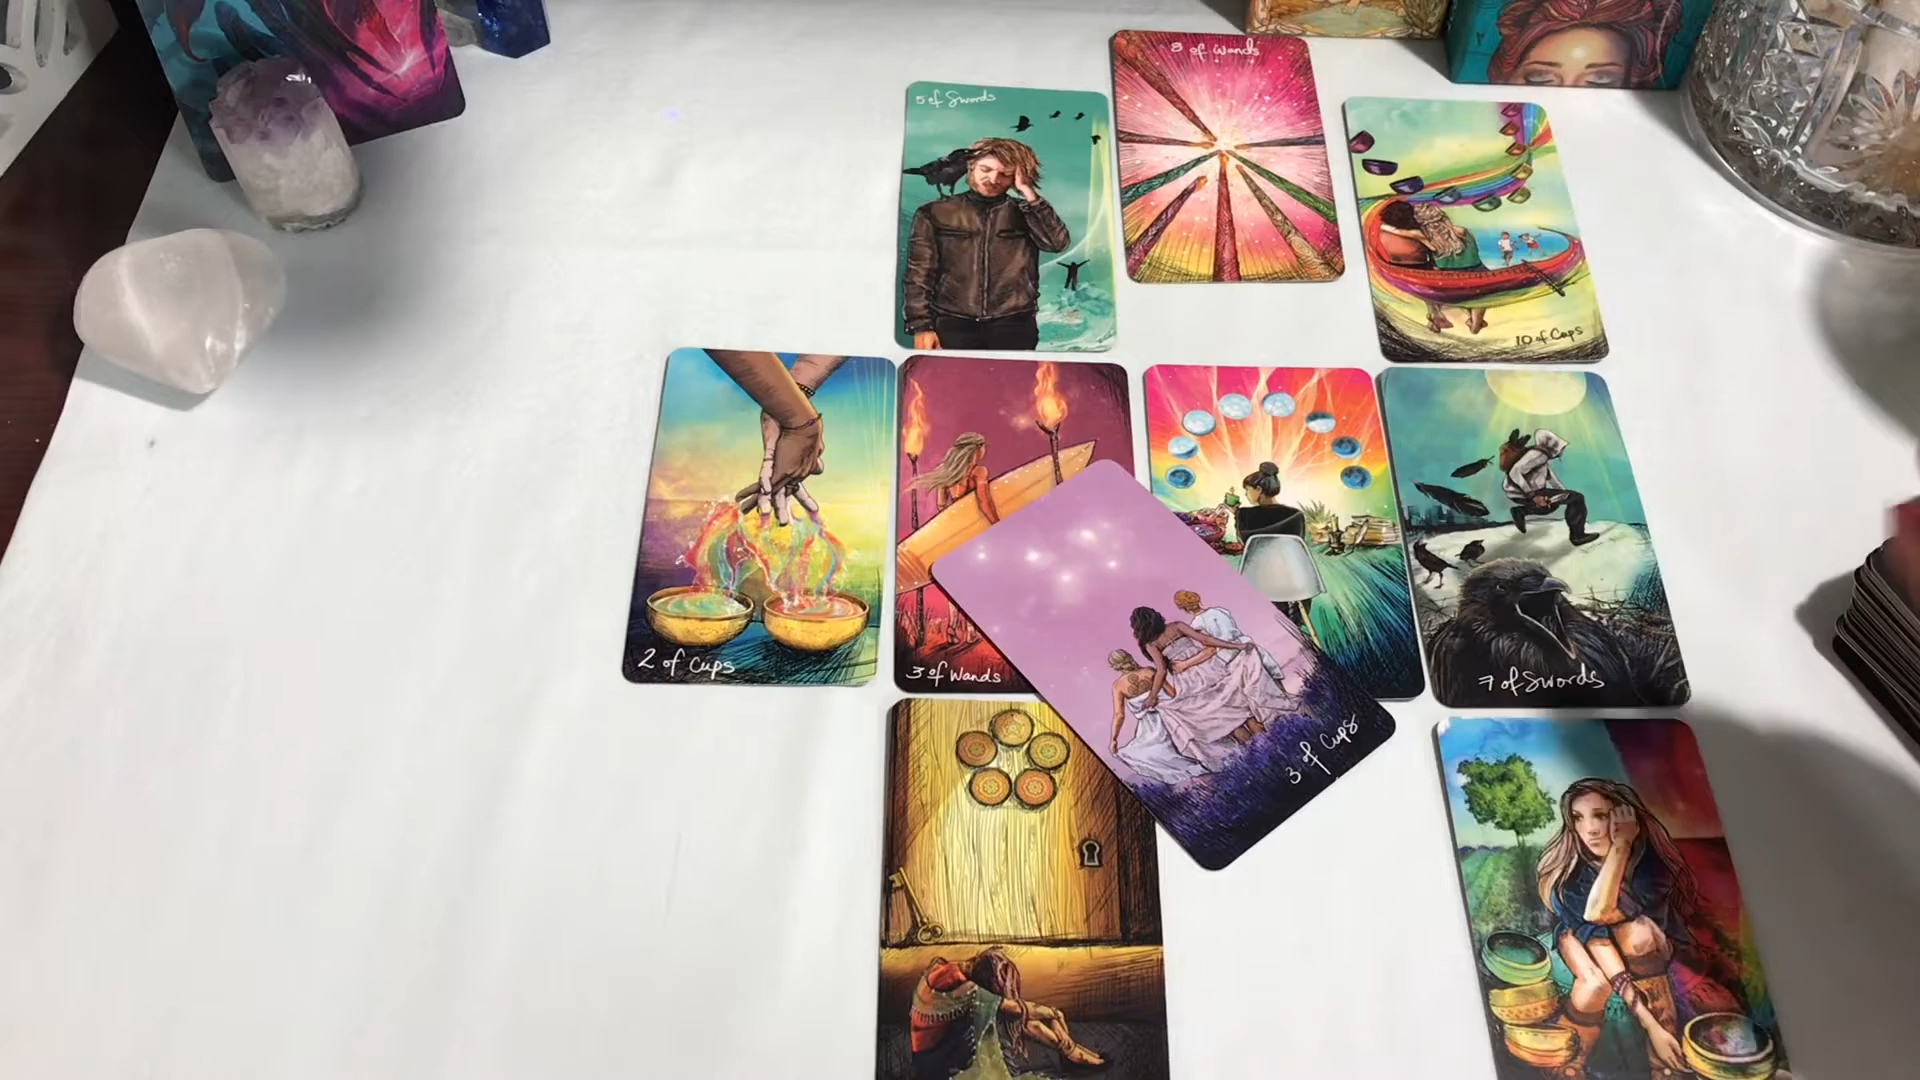 8 of Wands
5 of Swords
10 of Cups
2 of Cups
3 of Wands
7 of Swords
3 of Cups